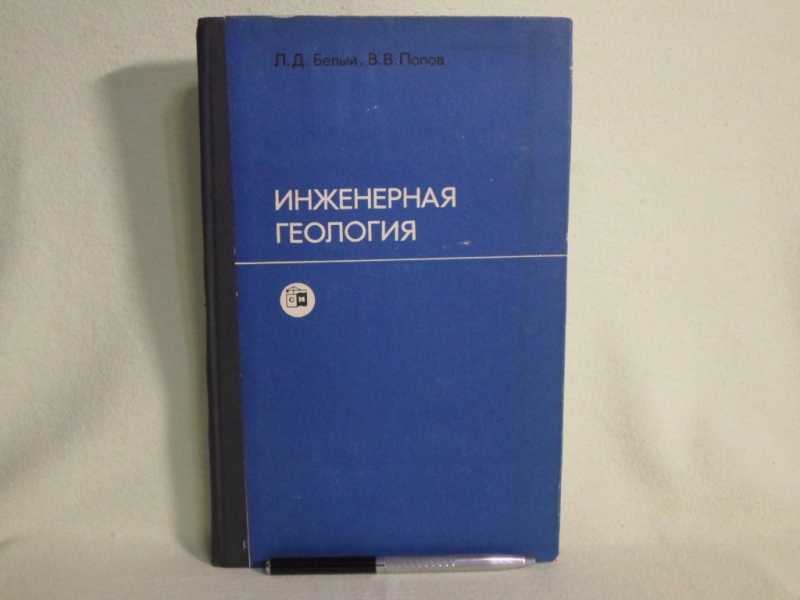 Л.Д. Белый, В.В. Попов
ИНЖЕНЕРНАЯ
ГЕОЛОГИЯ
С И